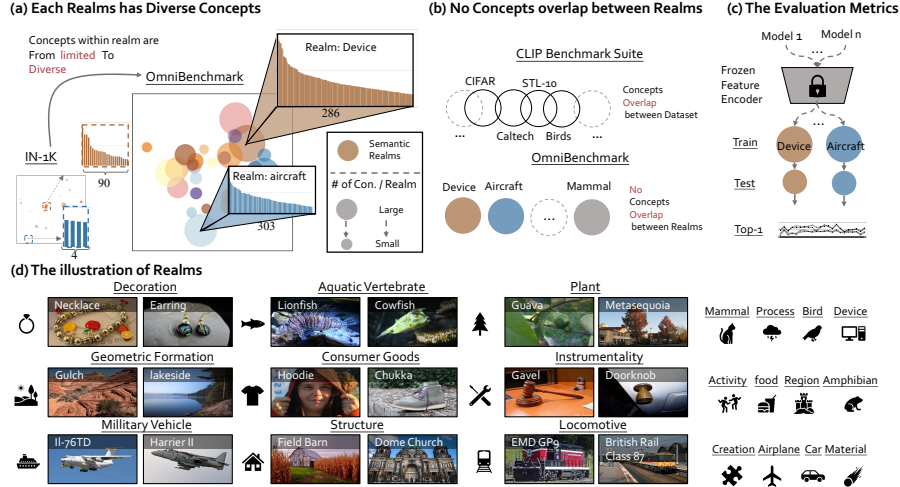 (a) Each Realms has Diverse Concepts
Concepts within realm are
From limited To
Diverse
OmniBenchmark
Realm: Device
286
IN-1K
90
4
Realm: aircraft
303
Semantic
Realms
# of Con. / Realm
Large
Small
(b) No Concepts overlap between Realms
CLIP Benchmark Suite
CIFAR
STL-10
...
Caltech
Birds
...
Concepts
Overlap
between Dataset
OmniBenchmark
Device
Aircraft
Mammal
...
No
Concepts
Overlap
between Realms
(c) The Evaluation Metrics
Model 1
Model n
...
Frozen
Feature
Encoder
...
Train
Device
Aircraft
Test
Top-1
(d) The illustration of Realms
Decoration
Aquatic Vertebrate
Plant
Necklace
Earring
Lionfish
Cowfish
Guava
Metasequoia
Mammal
Process
Bird
Device
Geometric Formation
Consumer Goods
Instrumentality
Gulch
lakeside
Hoodie
Chukka
Gavel
Doorknob
Activity
food
Region
Amphibian
Millitary Vehicle
Structure
Locomotive
Il-76TD
Harrier II
Field Barn
Dome Church
EMD GP9
British Rail
Class 87
Creation
Airplane
Car
Material